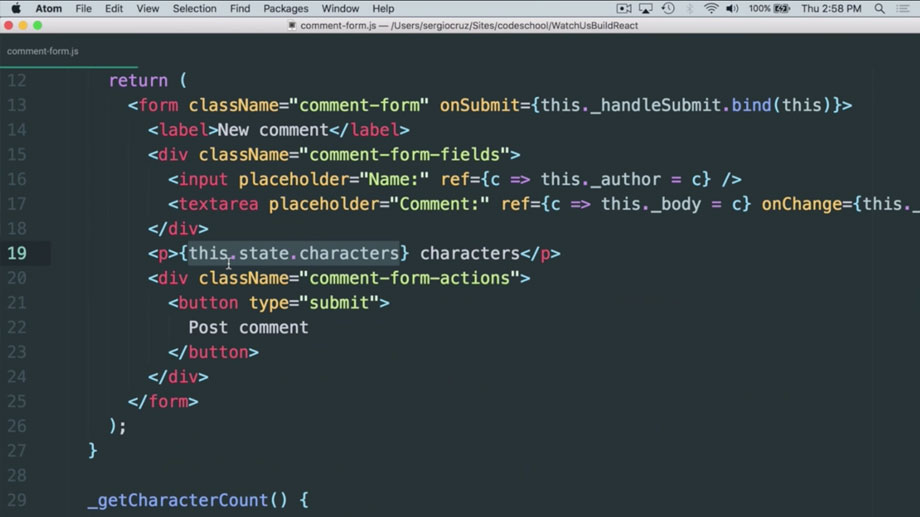 Atom File Edit View Selection Find Packages Window Help 100% Thu 2:58 PM
comment-form.js — /Users/sergiocruz/Sites/codeschool/WatchUsBuildReact
comment-form.js
12 return (
13 <form className="comment-form" onSubmit={this._handleSubmit.bind(this)}>
14 <label>New comment</label>
15 <div className="comment-form-fields">
16 <input placeholder="Name:" ref={c => this._author = c} />
17 <textarea placeholder="Comment:" ref={c => this._body = c} onChange={this._
18 </div>
19 <p>{this.state.characters} characters</p>
20 <div className="comment-form-actions">
21 <button type="submit">
22 Post comment
23 </button>
24 </div>
25 </form>
26 );
27 }
28
29 _getCharacterCount() {